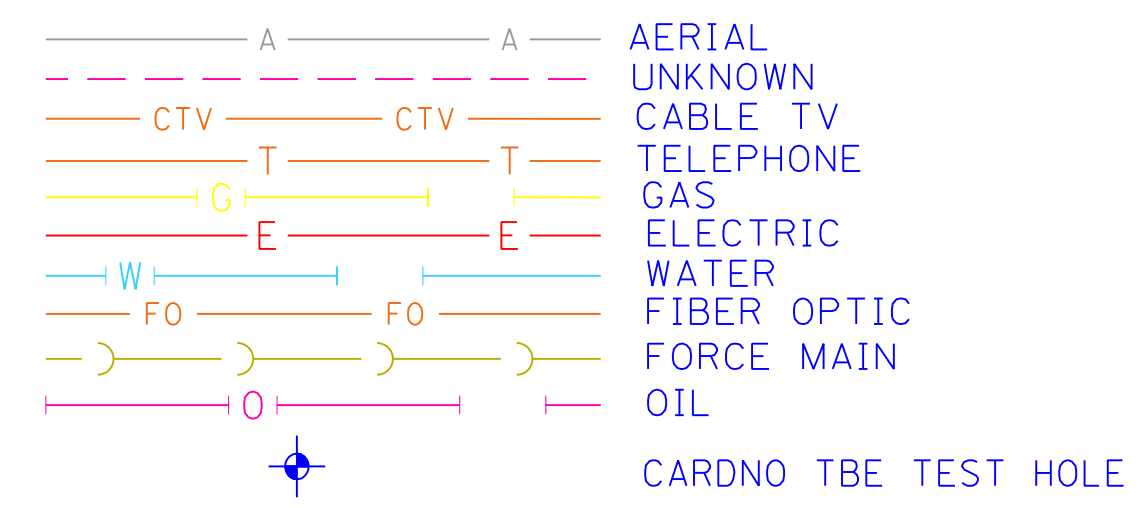 A A AERIAL
UNKNOWN
CTV CTV CABLE TV
T T TELEPHONE
G GAS
E E ELECTRIC
W WATER
FO FO FIBER OPTIC
FORCE MAIN
O OIL
CARDNO TBE TEST HOLE